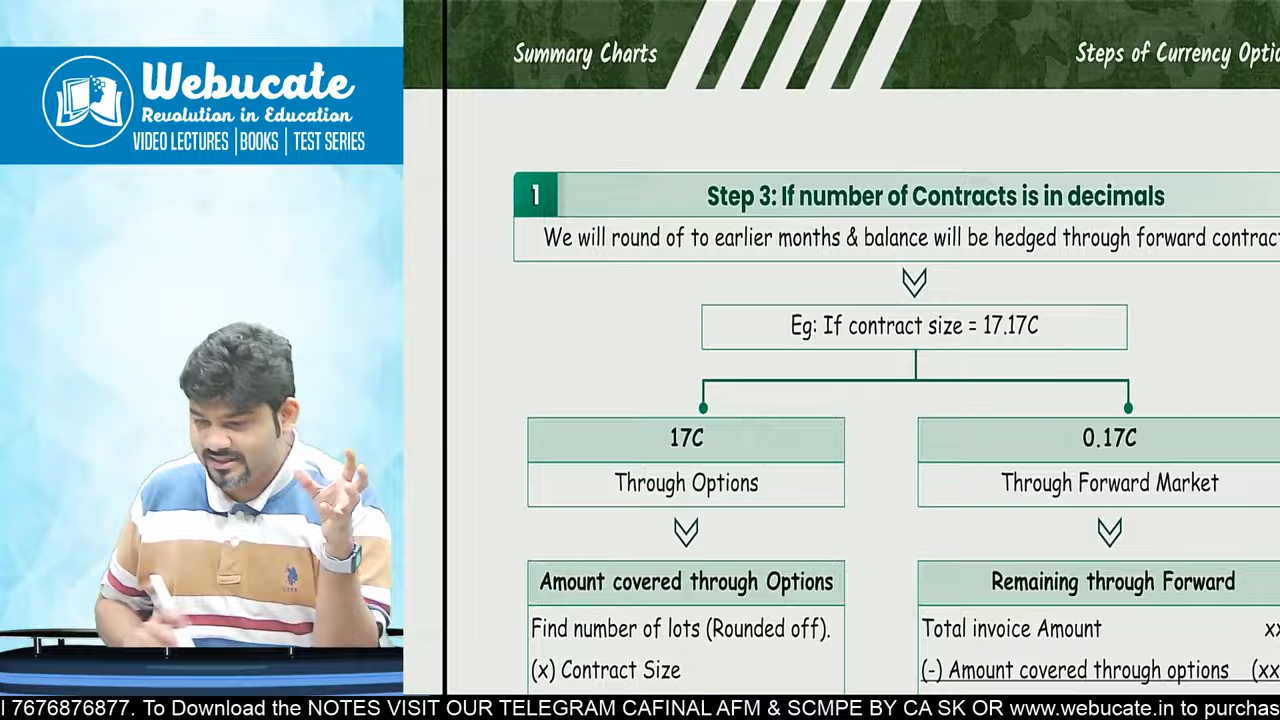 Webucate
Revolution in Education
VIDEO LECTURES | BOOKS | TEST SERIES
Summary Charts
Steps of Currency Optio
1
Step 3: If number of Contracts is in decimals
We will round of to earlier months & balance will be hedged through forward contrac
Eg: If contract size = 17.17C
17C
Through Options
0.17C
Through Forward Market
Amount covered through Options
Find number of lots (Rounded off).
(x) Contract Size
Remaining through Forward
Total invoice Amount xx
(-) Amount covered through options (xx
l 7676876877. To Download the NOTES VISIT OUR TELEGRAM CAFINAL AFM & SCMPE BY CA SK OR www.webucate.in to purchas